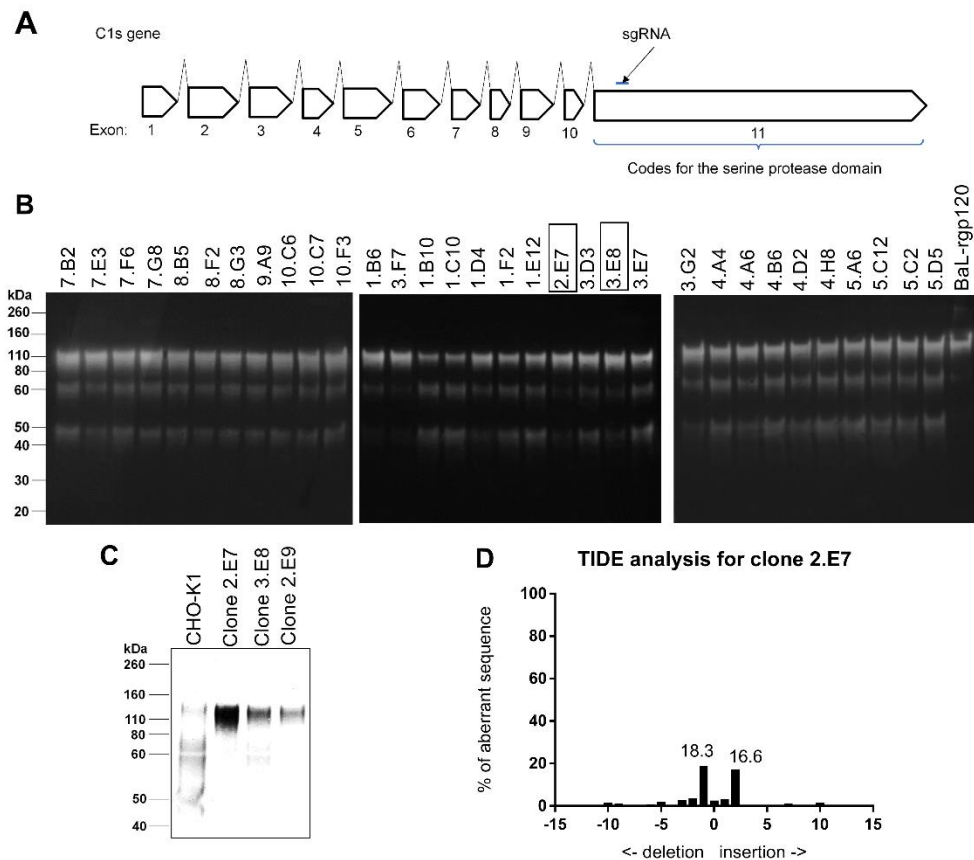 A
C1s gene
sgRNA
Exon: 1 2 3 4 5 6 7 8 9 10 11
Codes for the serine protease domain
B
7.B2 7.E3 7.F6 7.G8 8.B5 8.F2 8.G3 9.A9 10.C6 10.C7 10.F3
1.B6 3.F7 1.B10 1.C10 1.D4 1.F2 1.E12 2.E7 3.D3 3.E8 3.E7
3.G2 4.A4 4.A6 4.B6 4.D2 4.H8 5.A6 5.C12 5.C2 5.D5 BaL-rgp120
kDa
260
160
110
80
60
50
40
30
20
C
CHO-K1 Clone 2.E7 Clone 3.E8 Clone 2.E9
kDa
260
160
110
80
60
50
40
D
TIDE analysis for clone 2.E7
% of aberrant sequence
100
80
60
40
20
0
18.3 16.6
-15 -10 -5 0 5 10 15
<- deletion insertion ->